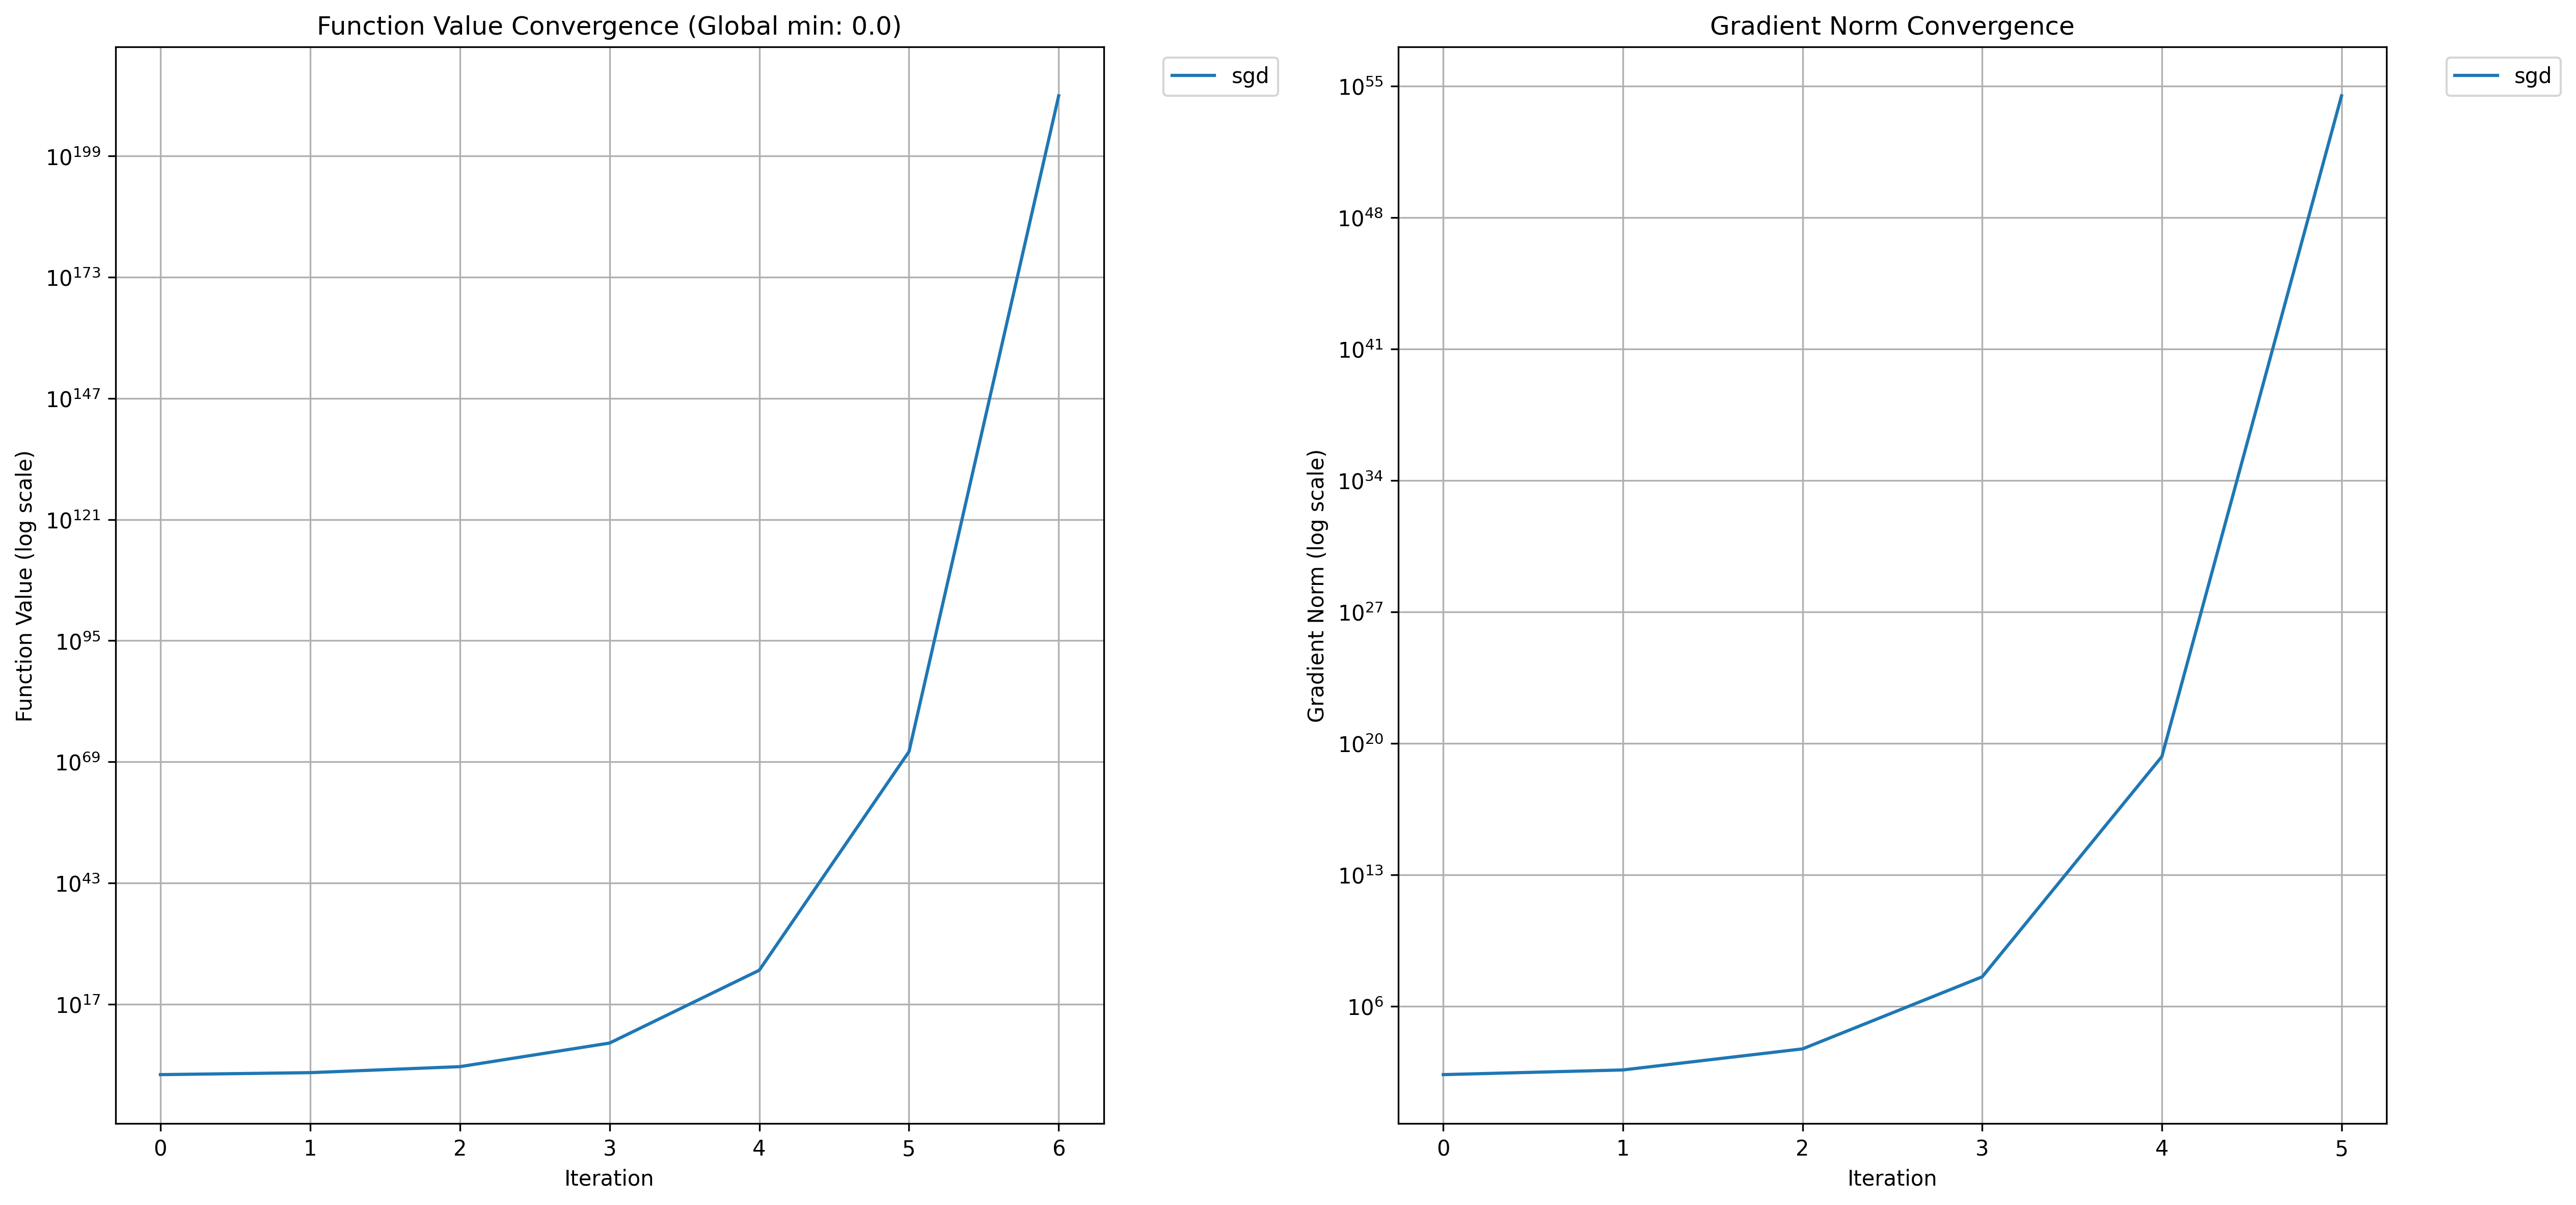 Function Value Convergence (Global min: 0.0)
sgd
Function Value (log scale)
10^199
10^173
10^147
10^121
10^95
10^69
10^43
10^17
0 1 2 3 4 5 6
Iteration
Gradient Norm Convergence
sgd
Gradient Norm (log scale)
10^55
10^48
10^41
10^34
10^27
10^20
10^13
10^6
0 1 2 3 4 5
Iteration